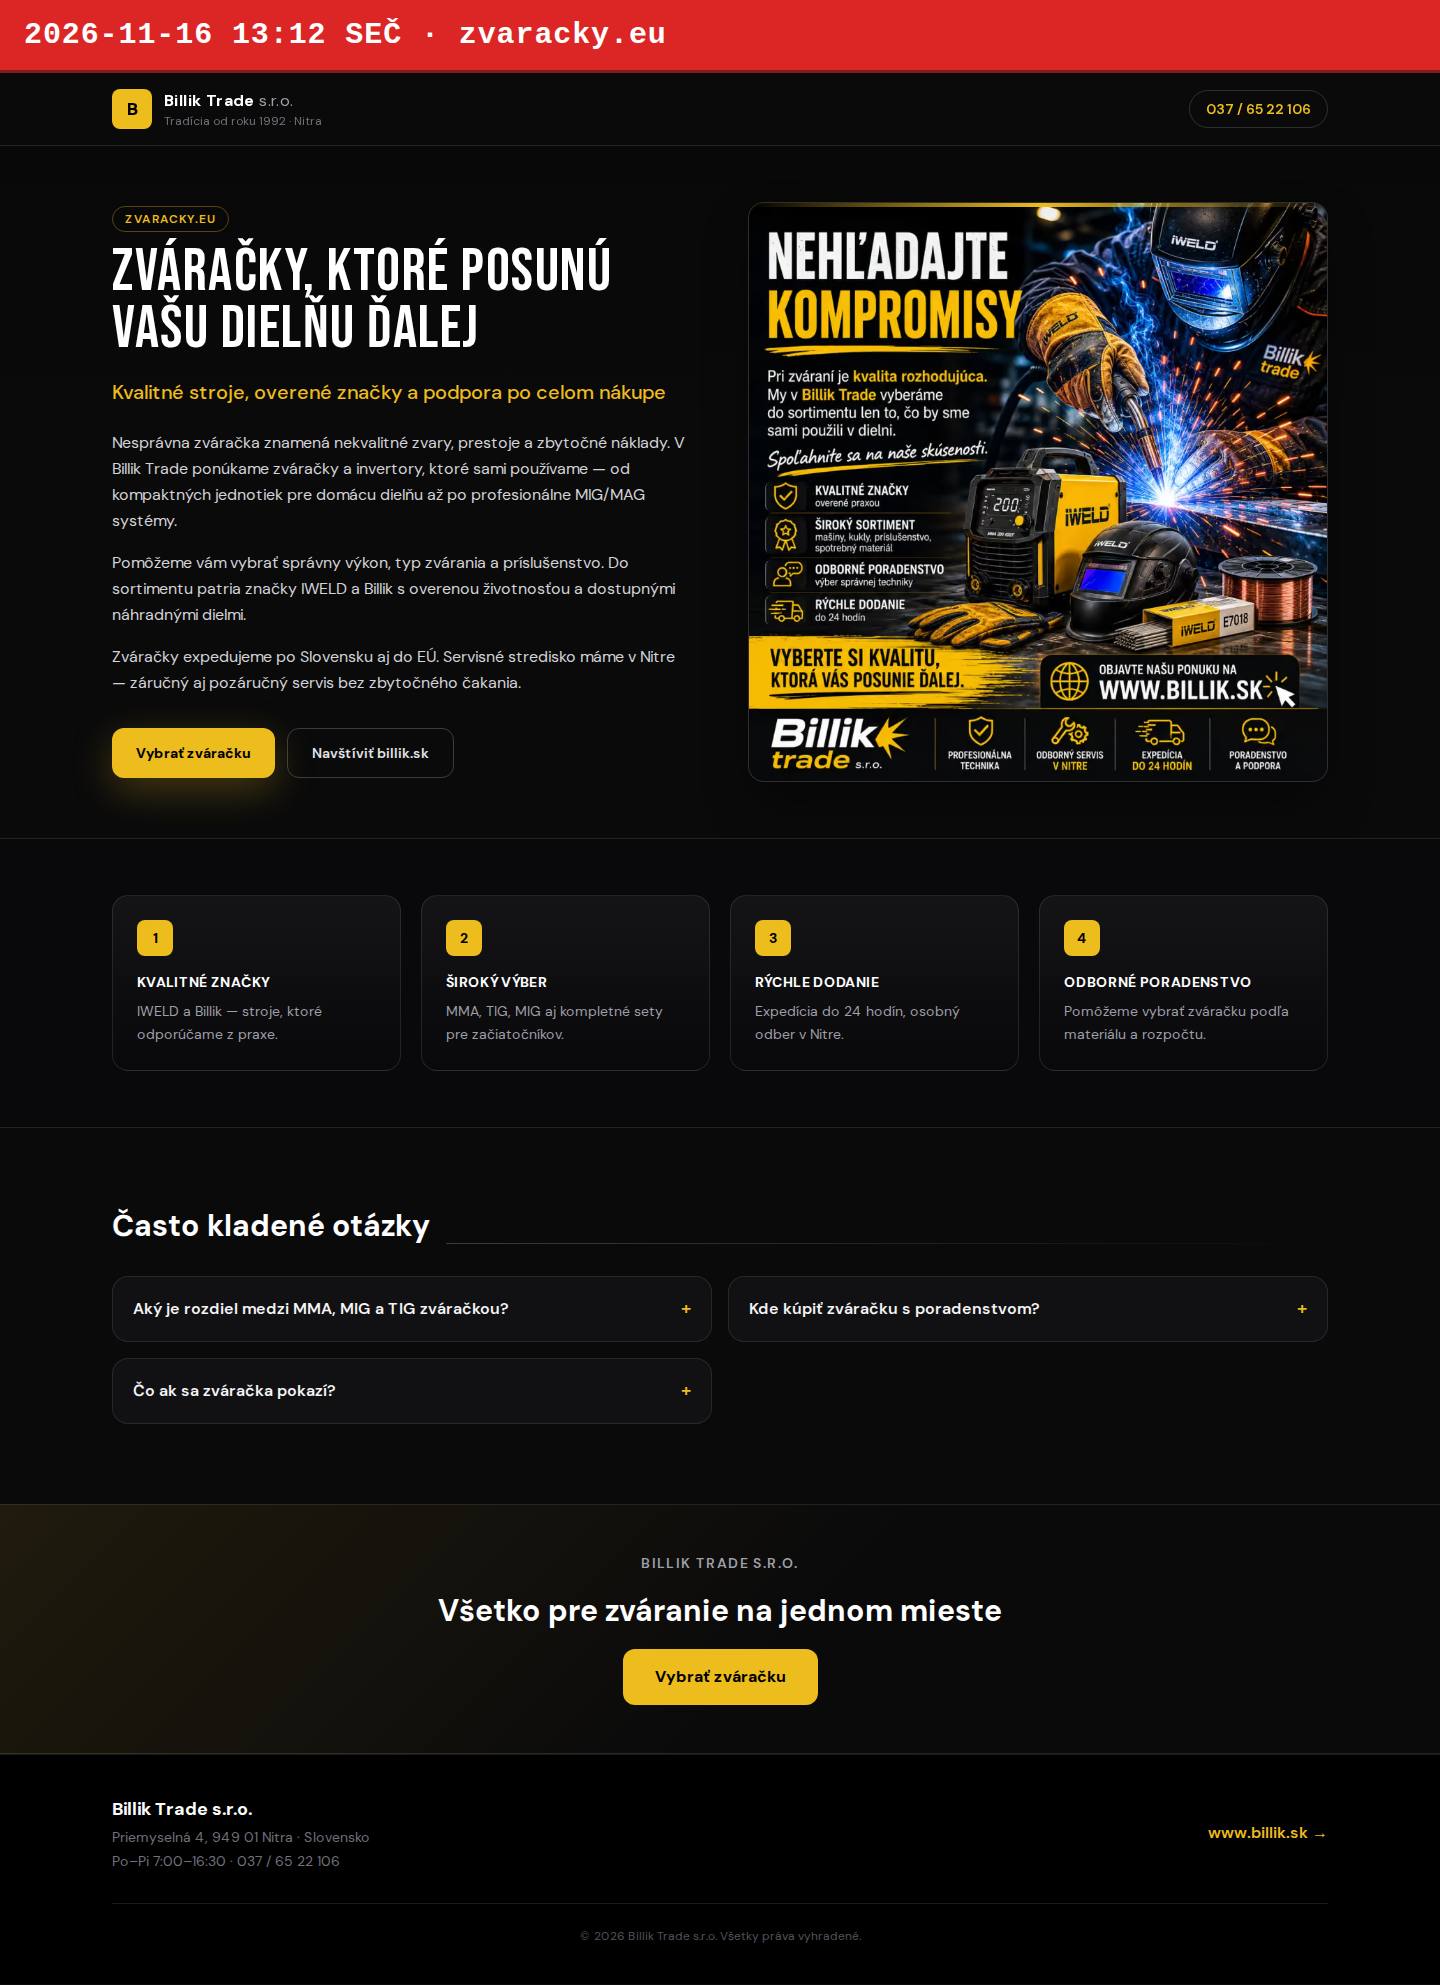 2026-11-16 13:12 SEČ · zvaracky.eu
B
Billik Trade s.r.o.
Tradícia od roku 1992 · Nitra
037 / 65 22 106
ZVARACKY.EU
ZVÁRAČKY, KTORÉ POSUNÚ
VAŠU DIELŇU ĎALEJ
Kvalitné stroje, overené značky a podpora po celom nákupe
Nesprávna zváračka znamená nekvalitné zvary, prestoje a zbytočné náklady. V
Billik Trade ponúkame zváračky a invertory, ktoré sami používame — od
kompaktných jednotiek pre domácu dielňu až po profesionálne MIG/MAG
systémy.
Pomôžeme vám vybrať správny výkon, typ zvárania a príslušenstvo. Do
sortimentu patria značky IWELD a Billik s overenou životnosťou a dostupnými
náhradnými dielmi.
Zváračky expedujeme po Slovensku aj do EÚ. Servisné stredisko máme v Nitre
— záručný aj pozáručný servis bez zbytočného čakania.
Vybrať zváračku
Navštíviť billik.sk
NEHĽADAJTE
KOMPROMISY
Pri zváraní je kvalita rozhodujúca.
My v Billik Trade vyberáme
do sortimentu len to, čo by sme
sami použili v dielni.
Spoľahnite sa na naše skúsenosti.
KVALITNÉ ZNAČKY
overené praxou
ŠIROKÝ SORTIMENT
mašiny, kukly, príslušenstvo,
spotrebný materiál
ODBORNÉ PORADENSTVO
výber správnej techniky
RÝCHLE DODANIE
do 24 hodín
iWELD
iWELD
Billik
trade
200
iWELD
iWELD
iWELD E7018
VYBERTE SI KVALITU,
KTORÁ VÁS POSUNIE ĎALEJ.
OBJAVTE NAŠU PONUKU NA
WWW.BILLIK.SK
Billik
trade s.r.o.
PROFESIONÁLNA
TECHNIKA
ODBORNÝ SERVIS
V NITRE
EXPEDÍCIA
DO 24 HODÍN
PORADENSTVO
A PODPORA
1
KVALITNÉ ZNAČKY
IWELD a Billik — stroje, ktoré
odporúčame z praxe.
2
ŠIROKÝ VÝBER
MMA, TIG, MIG aj kompletné sety
pre začiatočníkov.
3
RÝCHLE DODANIE
Expedícia do 24 hodín, osobný
odber v Nitre.
4
ODBORNÉ PORADENSTVO
Pomôžeme vybrať zváračku podľa
materiálu a rozpočtu.
Často kladené otázky
Aký je rozdiel medzi MMA, MIG a TIG zváračkou? +
Kde kúpiť zváračku s poradenstvom? +
Čo ak sa zváračka pokazí? +
BILLIK TRADE S.R.O.
Všetko pre zváranie na jednom mieste
Vybrať zváračku
Billik Trade s.r.o.
Priemyselná 4, 949 01 Nitra · Slovensko
Po–Pi 7:00–16:30 · 037 / 65 22 106
www.billik.sk →
© 2026 Billik Trade s.r.o. Všetky práva vyhradené.